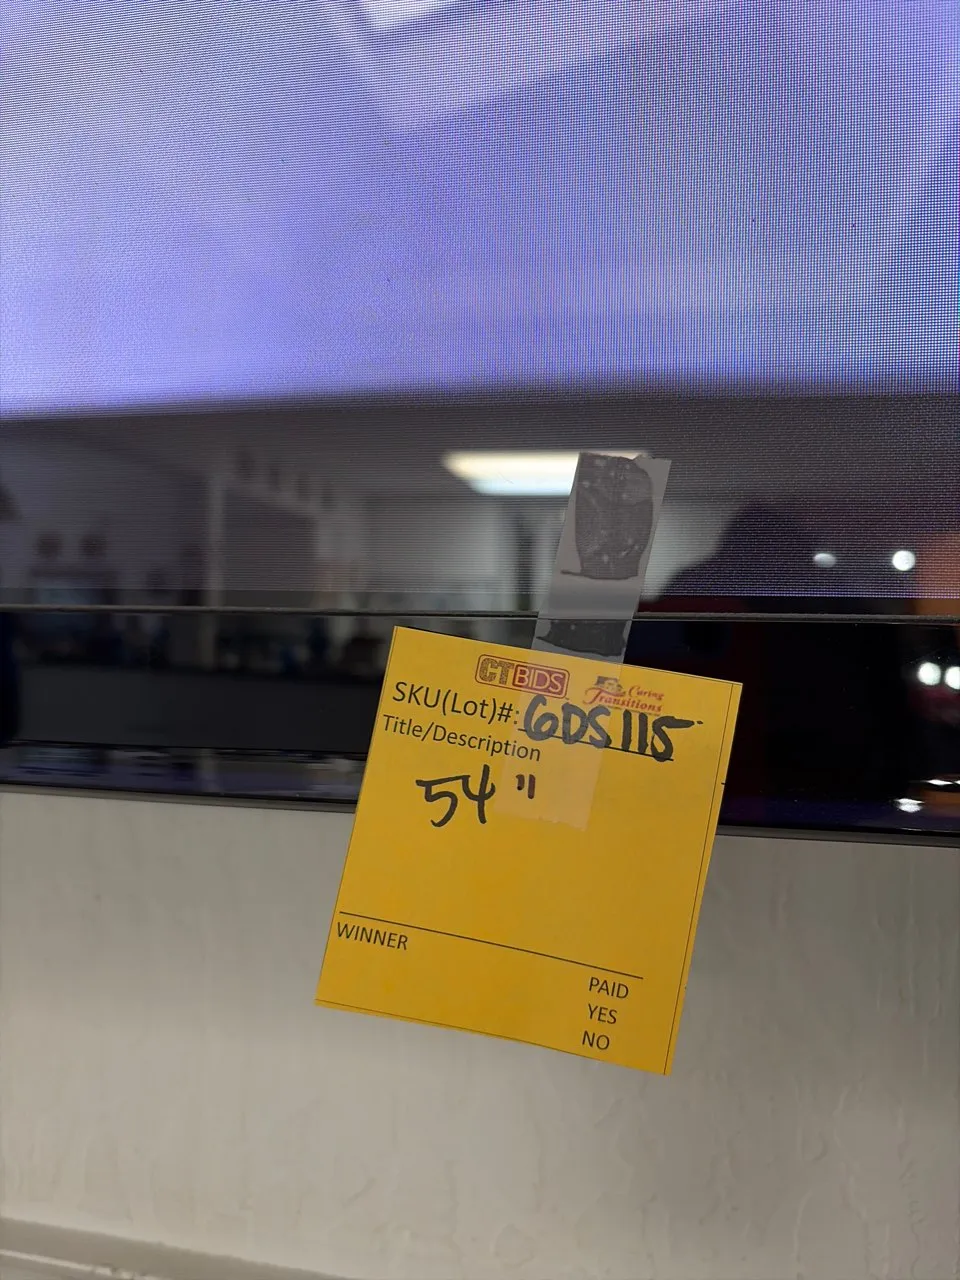 CTBIDS Caring Transitions
SKU(Lot)#: 6DS115
Title/Description
54"
WINNER
PAID
YES
NO